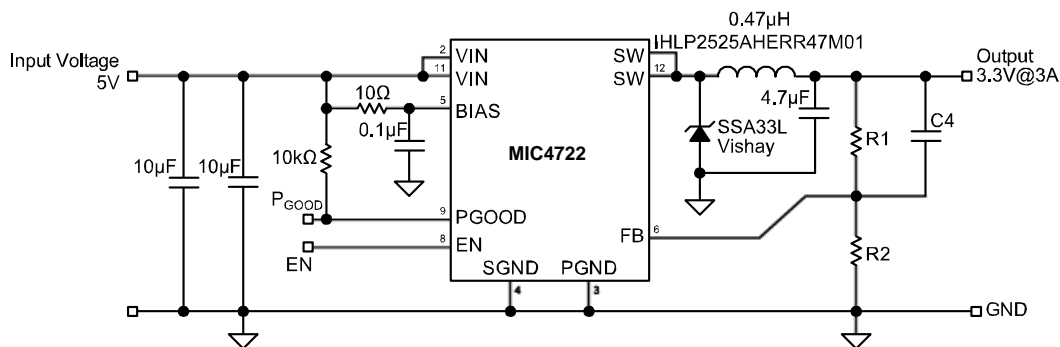 0.47µH
IHLP2525AHERR47M01
Input Voltage
5V
2
VIN
11
VIN
SW
SW
12
Output
3.3V@3A
10Ω
5
BIAS
0.1µF
4.7µF
SSA33L
Vishay
R1
C4
MIC4722
10kΩ
10µF
10µF
PGOOD
9
PGOOD
8
EN
EN
FB
6
R2
SGND
PGND
4
3
GND